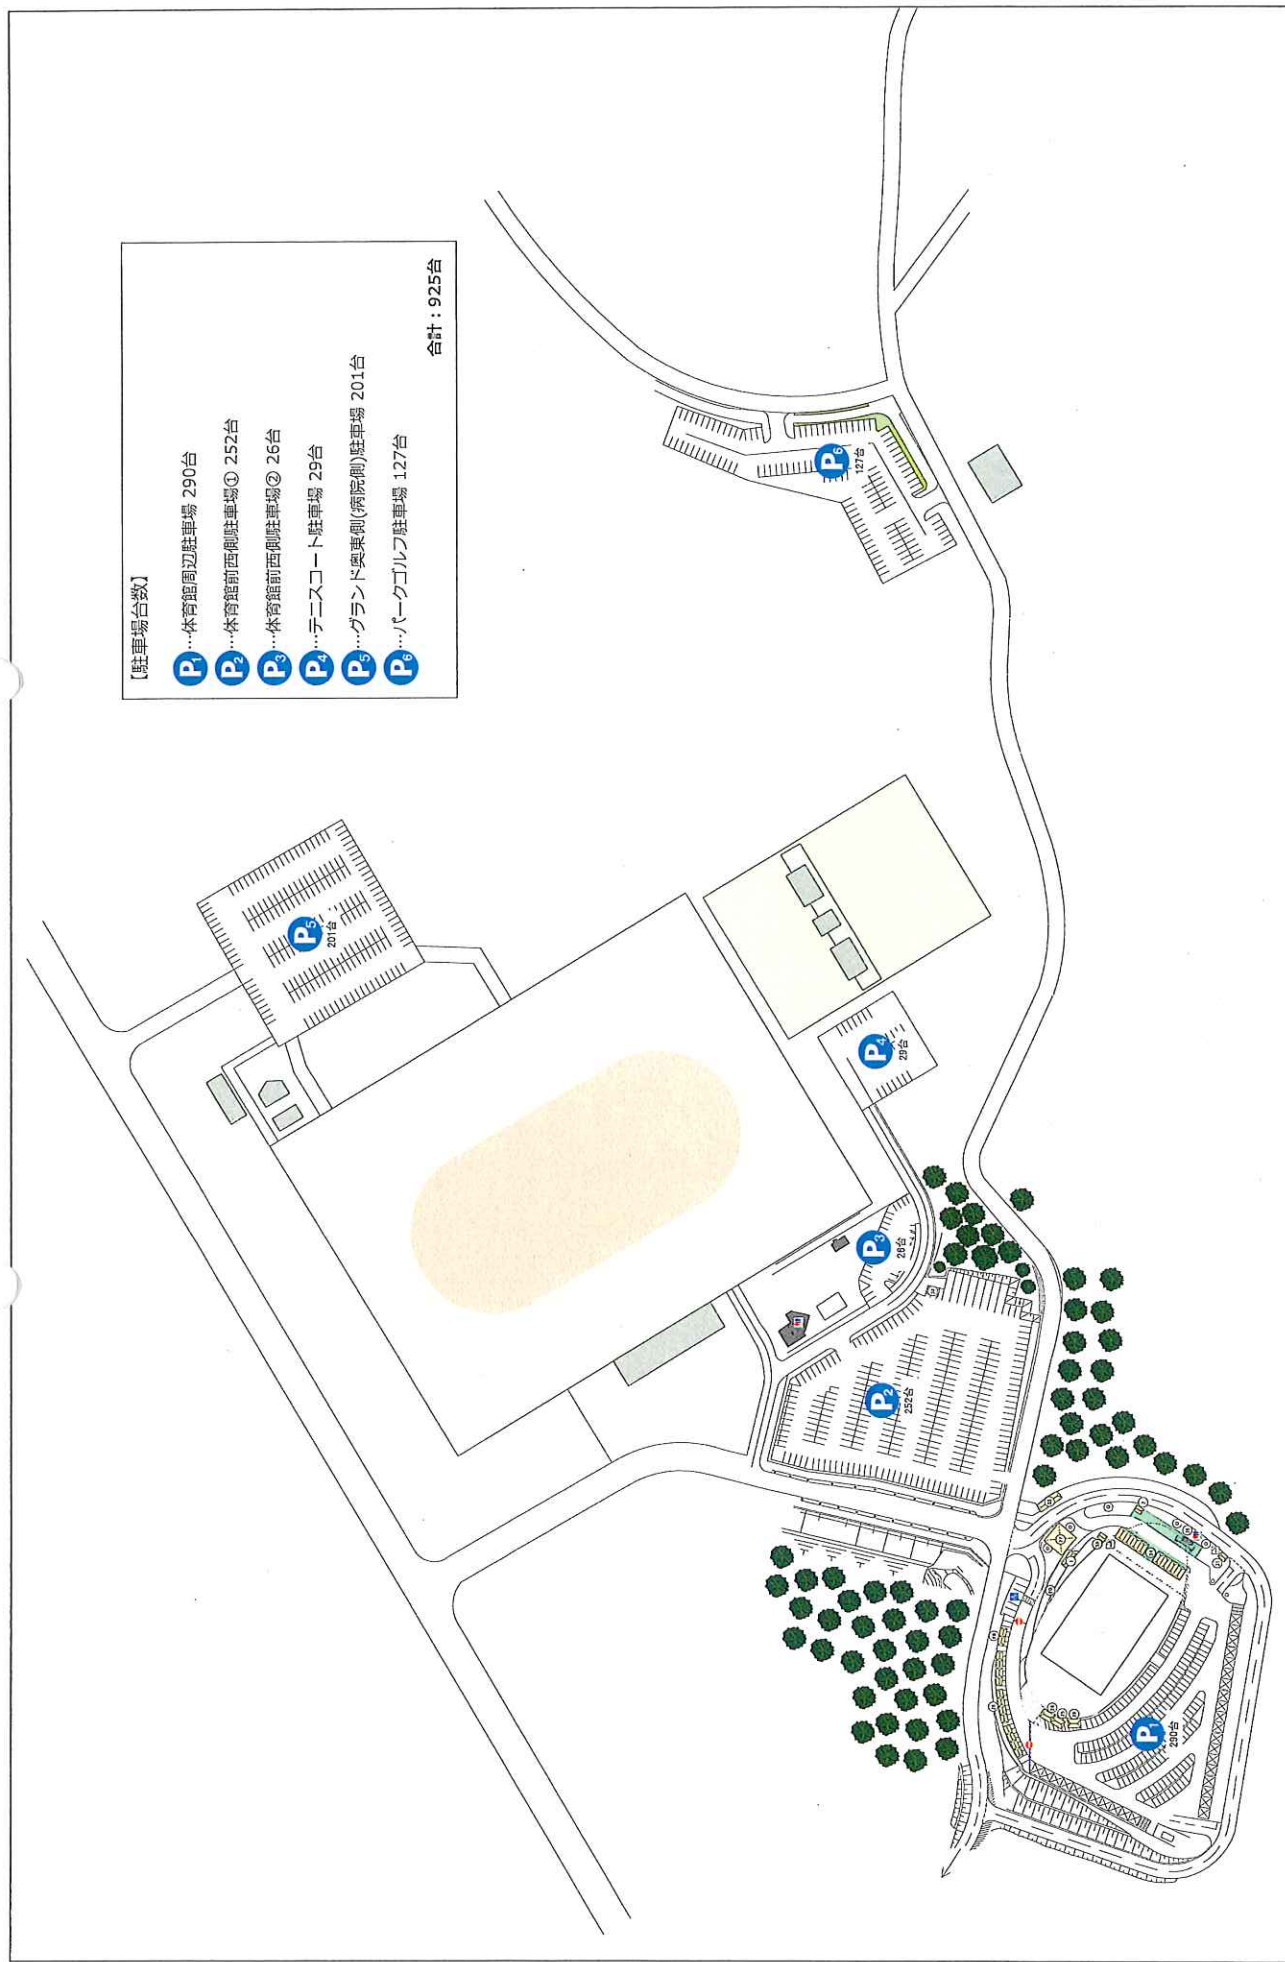 【駐車場台数】
P1…体育館周辺駐車場 290台
P2…体育館前西側駐車場① 252台
P3…体育館前西側駐車場② 26台
P4…テニスコート駐車場 29台
P5…グランド奥東側(病院側)駐車場 201台
P6…パークゴルフ駐車場 127台
合計：925台
P5
201台
P6
127台
P4
29台
P3
26台
P2
252台
P1
290台